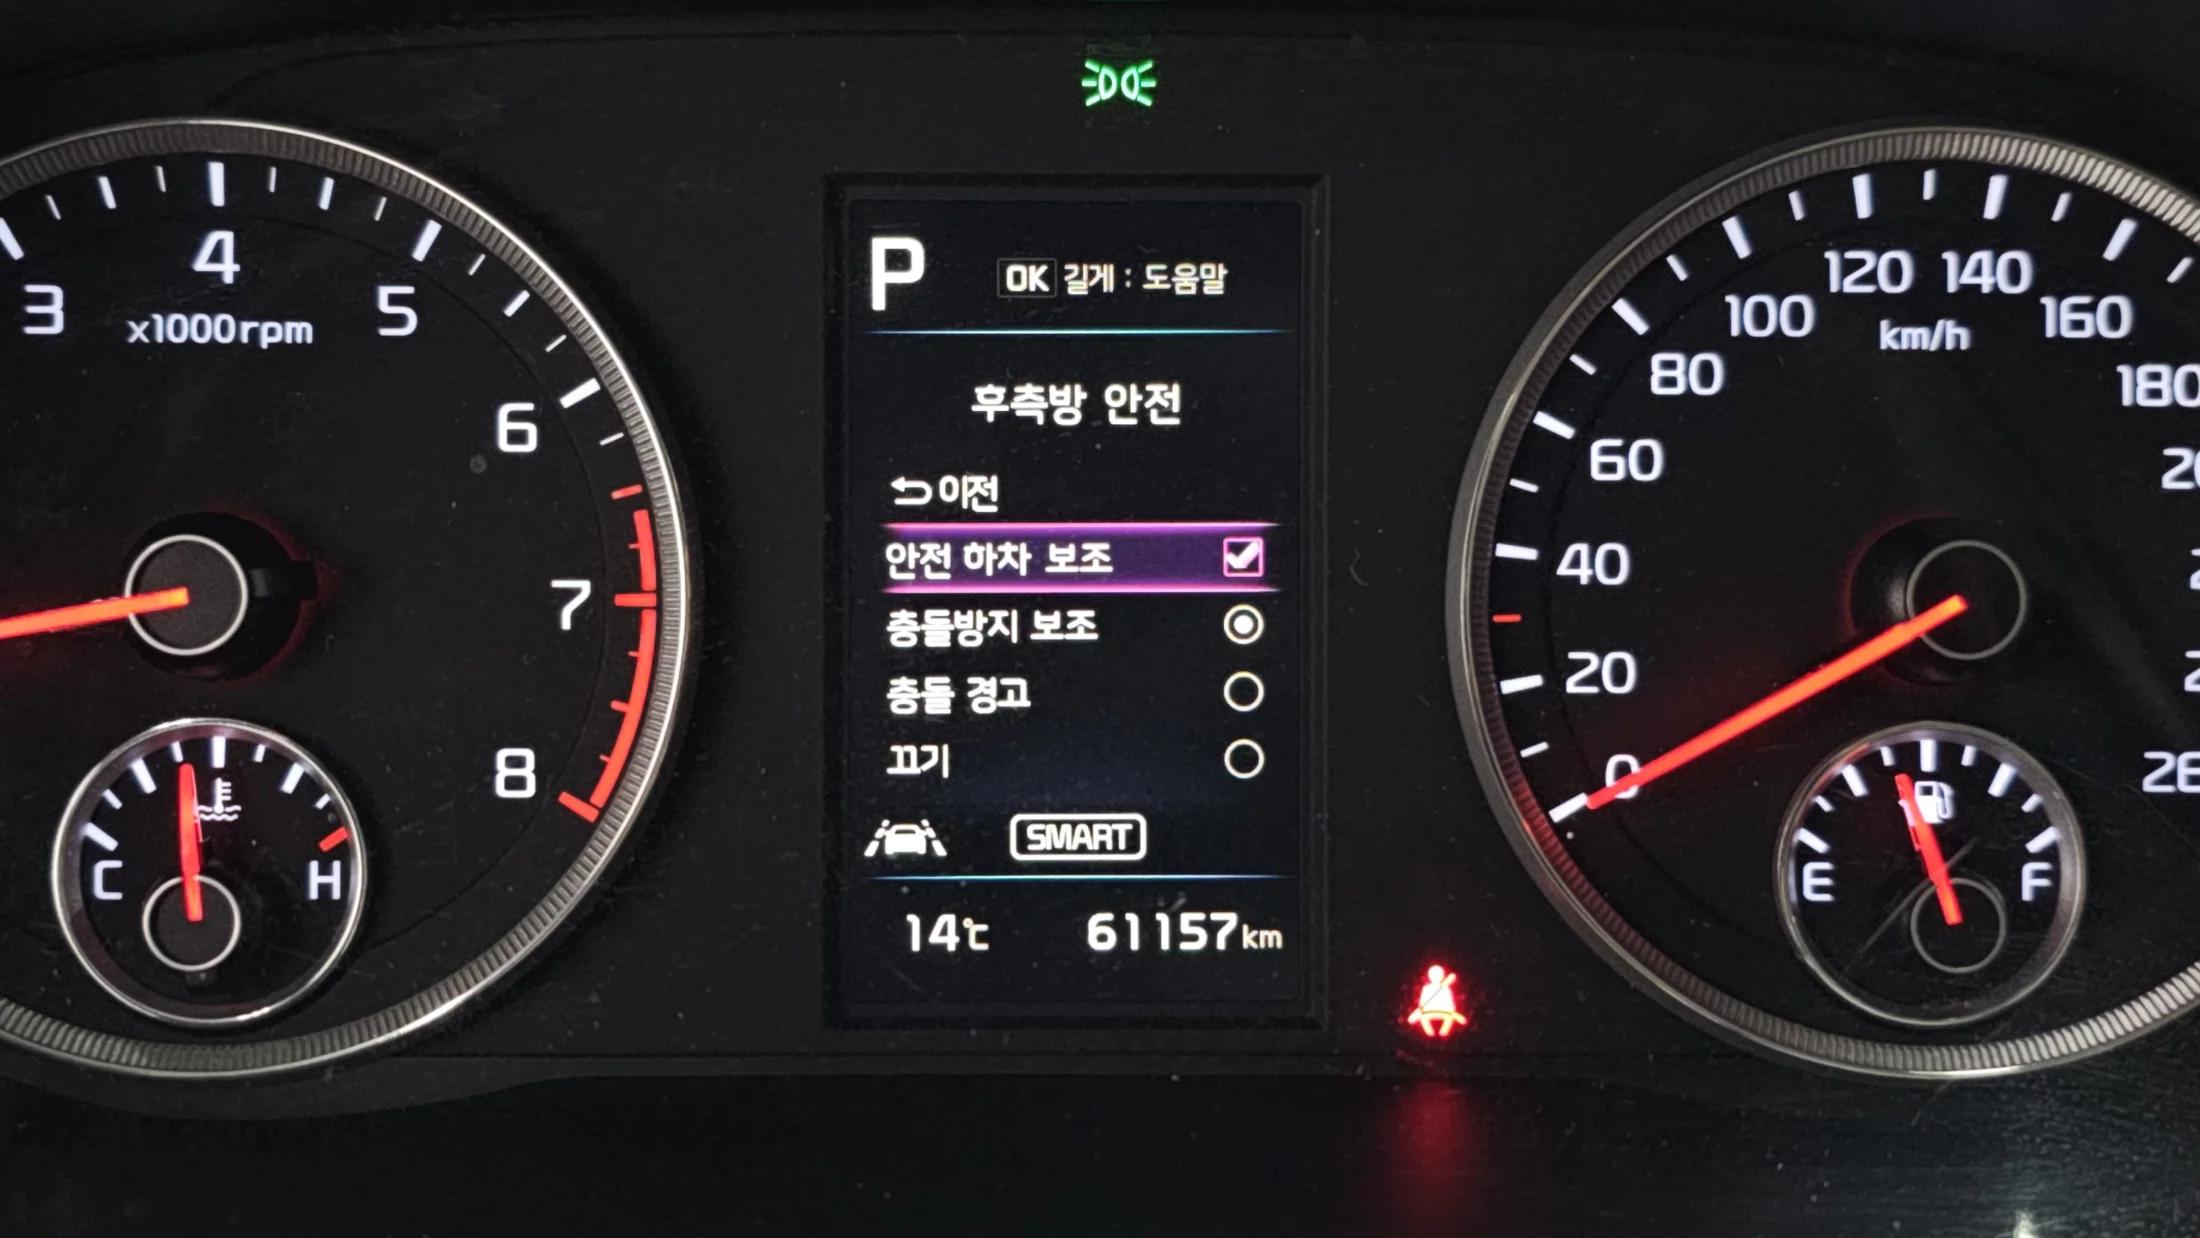 P
OK 길게 : 도움말
후측방 안전
이전
안전 하차 보조
충돌방지 보조
충돌 경고
끄기
SMART
14℃ 61157km
3
4
5
6
7
8
x1000rpm
C H
0
20
40
60
80
100
120
140
160
180
km/h
E F